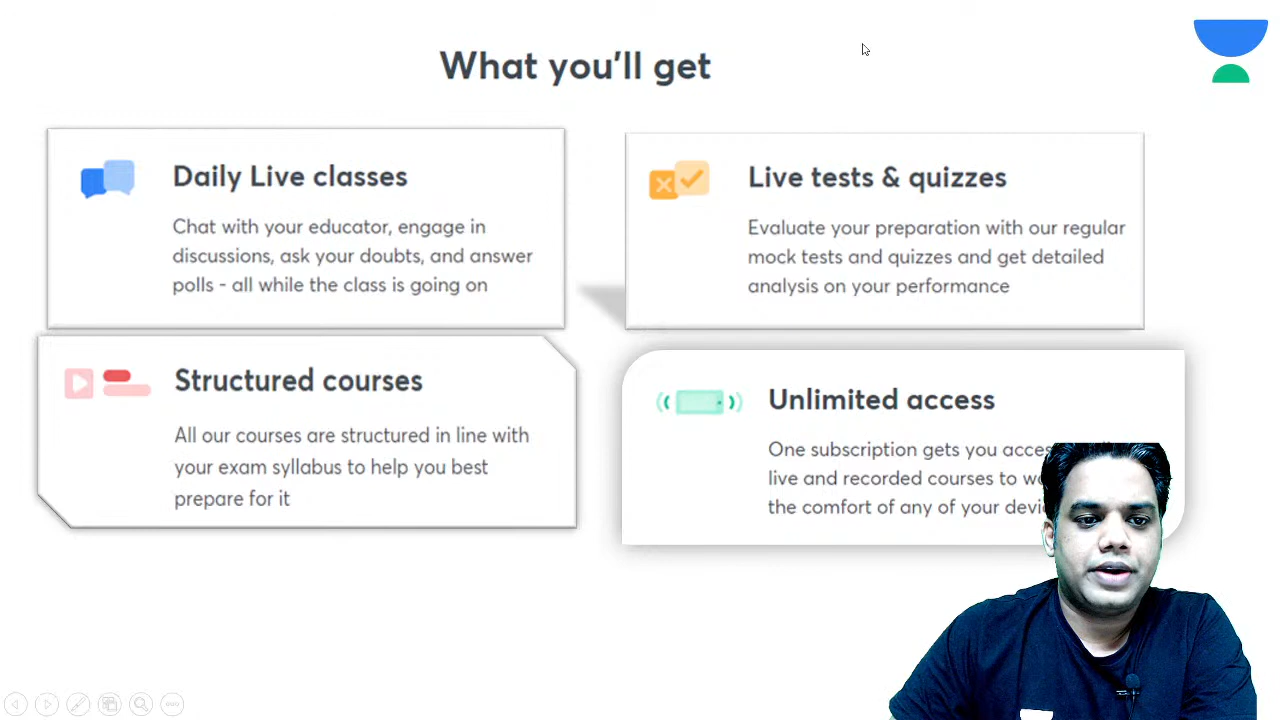 What you'll get
Daily Live classes
Chat with your educator, engage in
discussions, ask your doubts, and answer
polls - all while the class is going on
Live tests & quizzes
Evaluate your preparation with our regular
mock tests and quizzes and get detailed
analysis on your performance
Structured courses
All our courses are structured in line with
your exam syllabus to help you best
prepare for it
Unlimited access
One subscription gets you
live and recorded courses to
the comfort of any of your